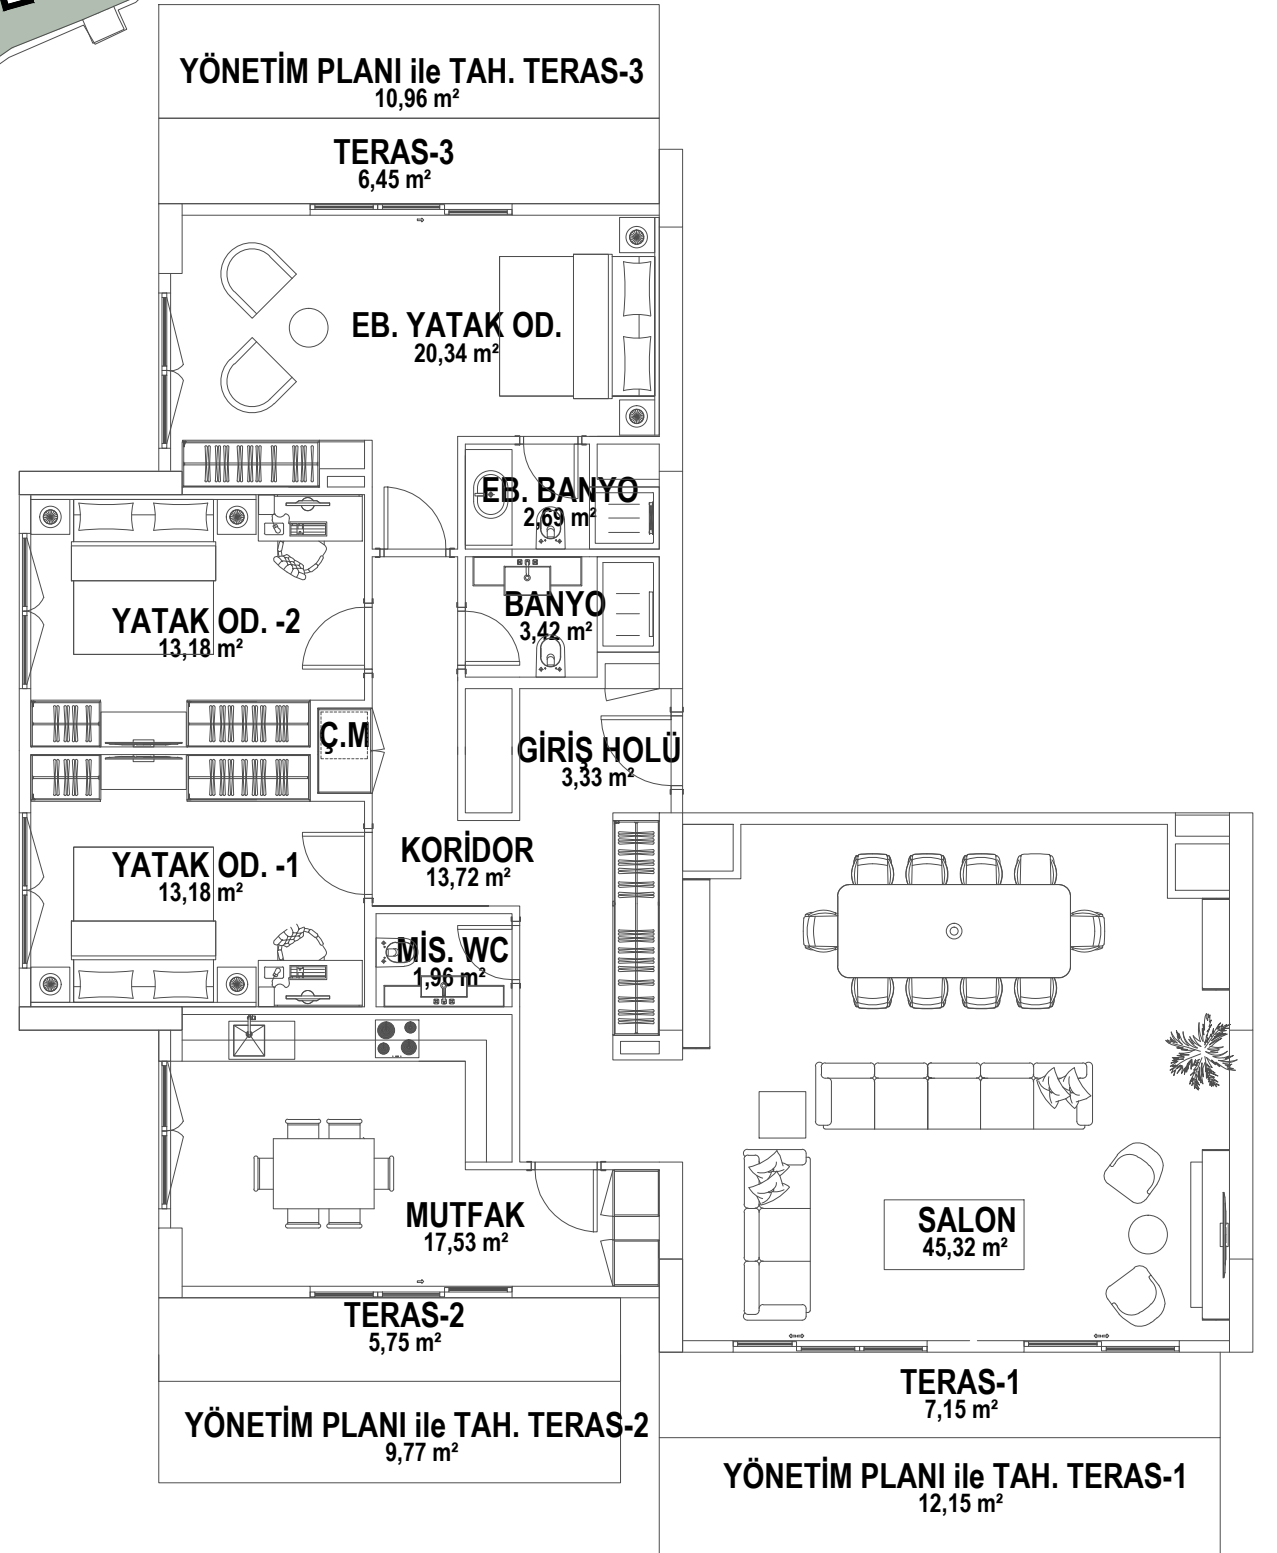 YÖNETİM PLANI ile TAH. TERAS-3
10,96 m²
TERAS-3
6,45 m²
EB. YATAK OD.
20,34 m²
EB. BANYO
2,69 m²
BANYO
3,42 m²
YATAK OD. -2
13,18 m²
Ç.M
GİRİŞ HOLÜ
3,33 m²
KORİDOR
13,72 m²
YATAK OD. -1
13,18 m²
MİS. WC
1,96 m²
MUTFAK
17,53 m²
SALON
45,32 m²
TERAS-2
5,75 m²
YÖNETİM PLANI ile TAH. TERAS-2
9,77 m²
TERAS-1
7,15 m²
YÖNETİM PLANI ile TAH. TERAS-1
12,15 m²